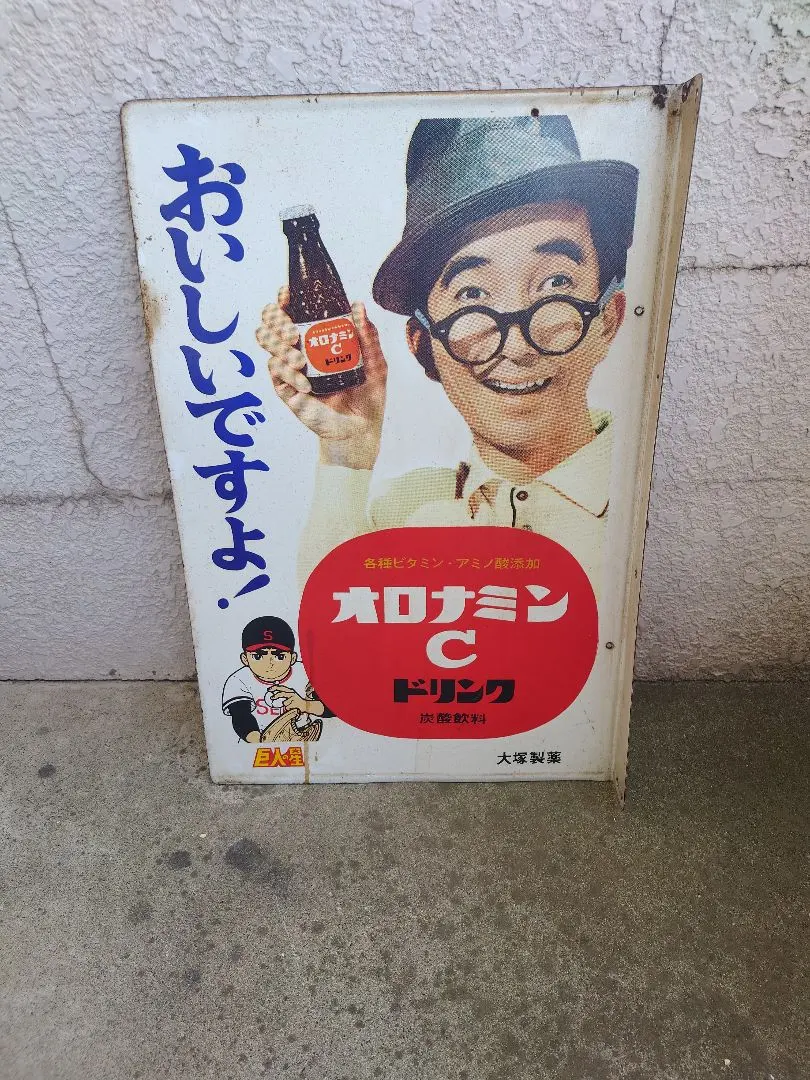 おいしいですよ!
オロナミン
C
ドリンク
各種ビタミン・アミノ酸添加
オロナミン
C
ドリンク
炭酸飲料
S
SE
巨人の星
大塚製薬